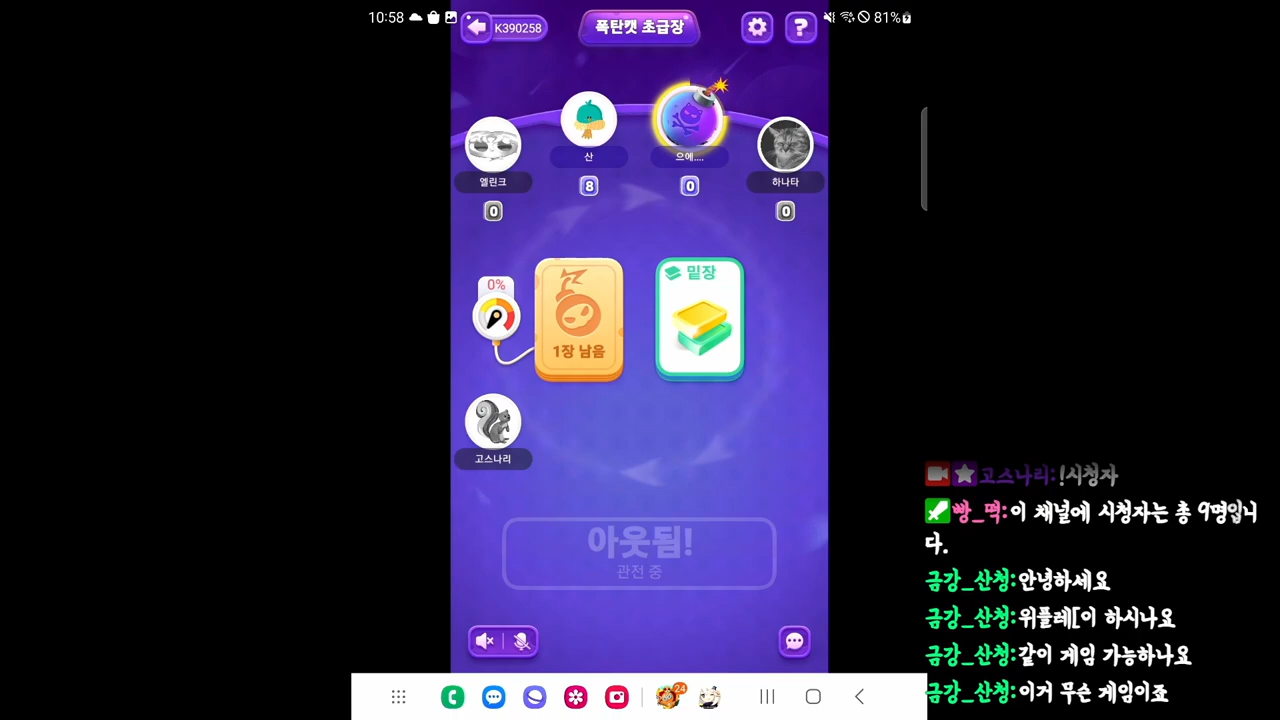 10:58
81%
K390258
폭탄캣 초급장
?
산
으에....
엘린크
하나타
8
0
0
0
0%
밑장
1장 남음
고스나리
아웃됨!
관전 중
24
고스나리:!시청자
빵_떡:이 채널에 시청자는 총 9명입니
다.
금강_산청:안녕하세요
금강_산청:위플레[이 하시나요
금강_산청:같이 게임 가능하나요
금강_산청:이거 무슨 게임이죠